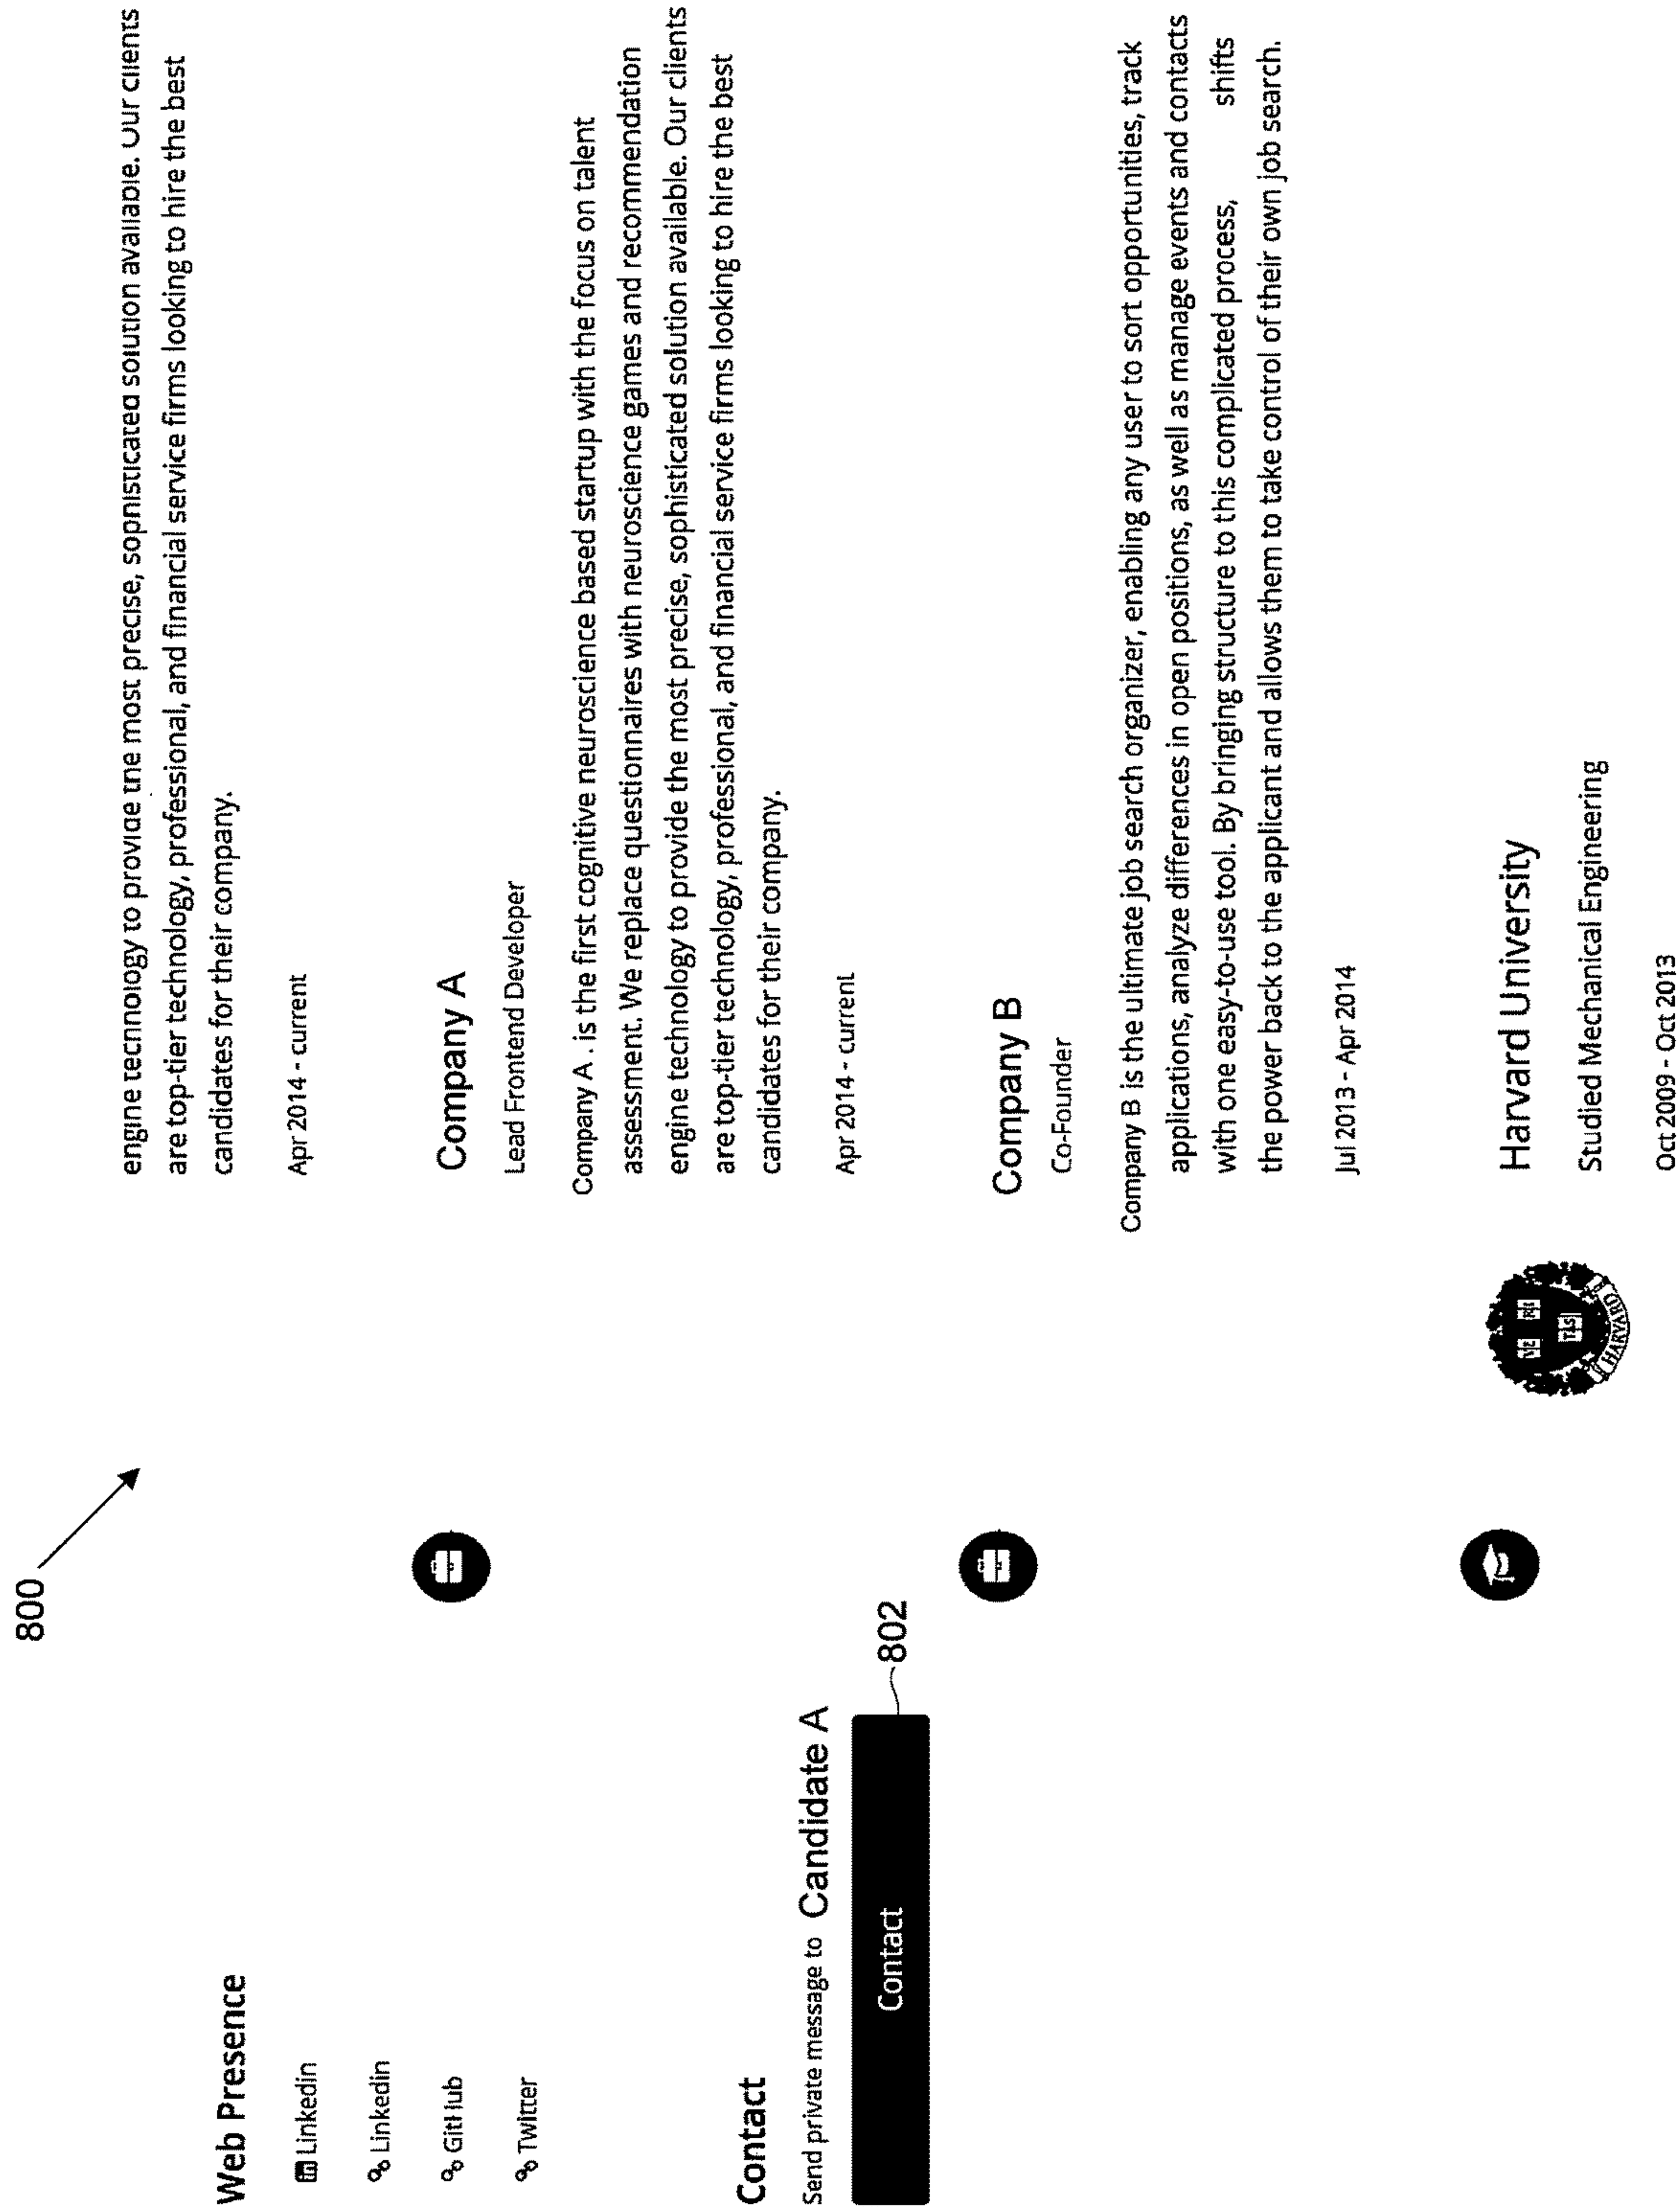 800
Web Presence
Linkedin
Linkedin
GitHub
Twitter
Contact
Send private message to Candidate A
Contact
802
engine technology to provide the most precise, sophisticated solution available. Our clients
are top-tier technology, professional, and financial service firms looking to hire the best
candidates for their company.
Apr 2014 - current
Company A
Lead Frontend Developer
Company A . is the first cognitive neuroscience based startup with the focus on talent
assessment. We replace questionnaires with neuroscience games and recommendation
engine technology to provide the most precise, sophisticated solution available. Our clients
are top-tier technology, professional, and financial service firms looking to hire the best
candidates for their company.
Apr 2014 - current
Company B
Co-Founder
Company B is the ultimate job search organizer, enabling any user to sort opportunities, track
applications, analyze differences in open positions, as well as manage events and contacts
with one easy-to-use tool. By bringing structure to this complicated process, shifts
the power back to the applicant and allows them to take control of their own job search.
Jul 2013 - Apr 2014
VE RI
TAS
HARVARD
Harvard University
Studied Mechanical Engineering
Oct 2009 - Oct 2013